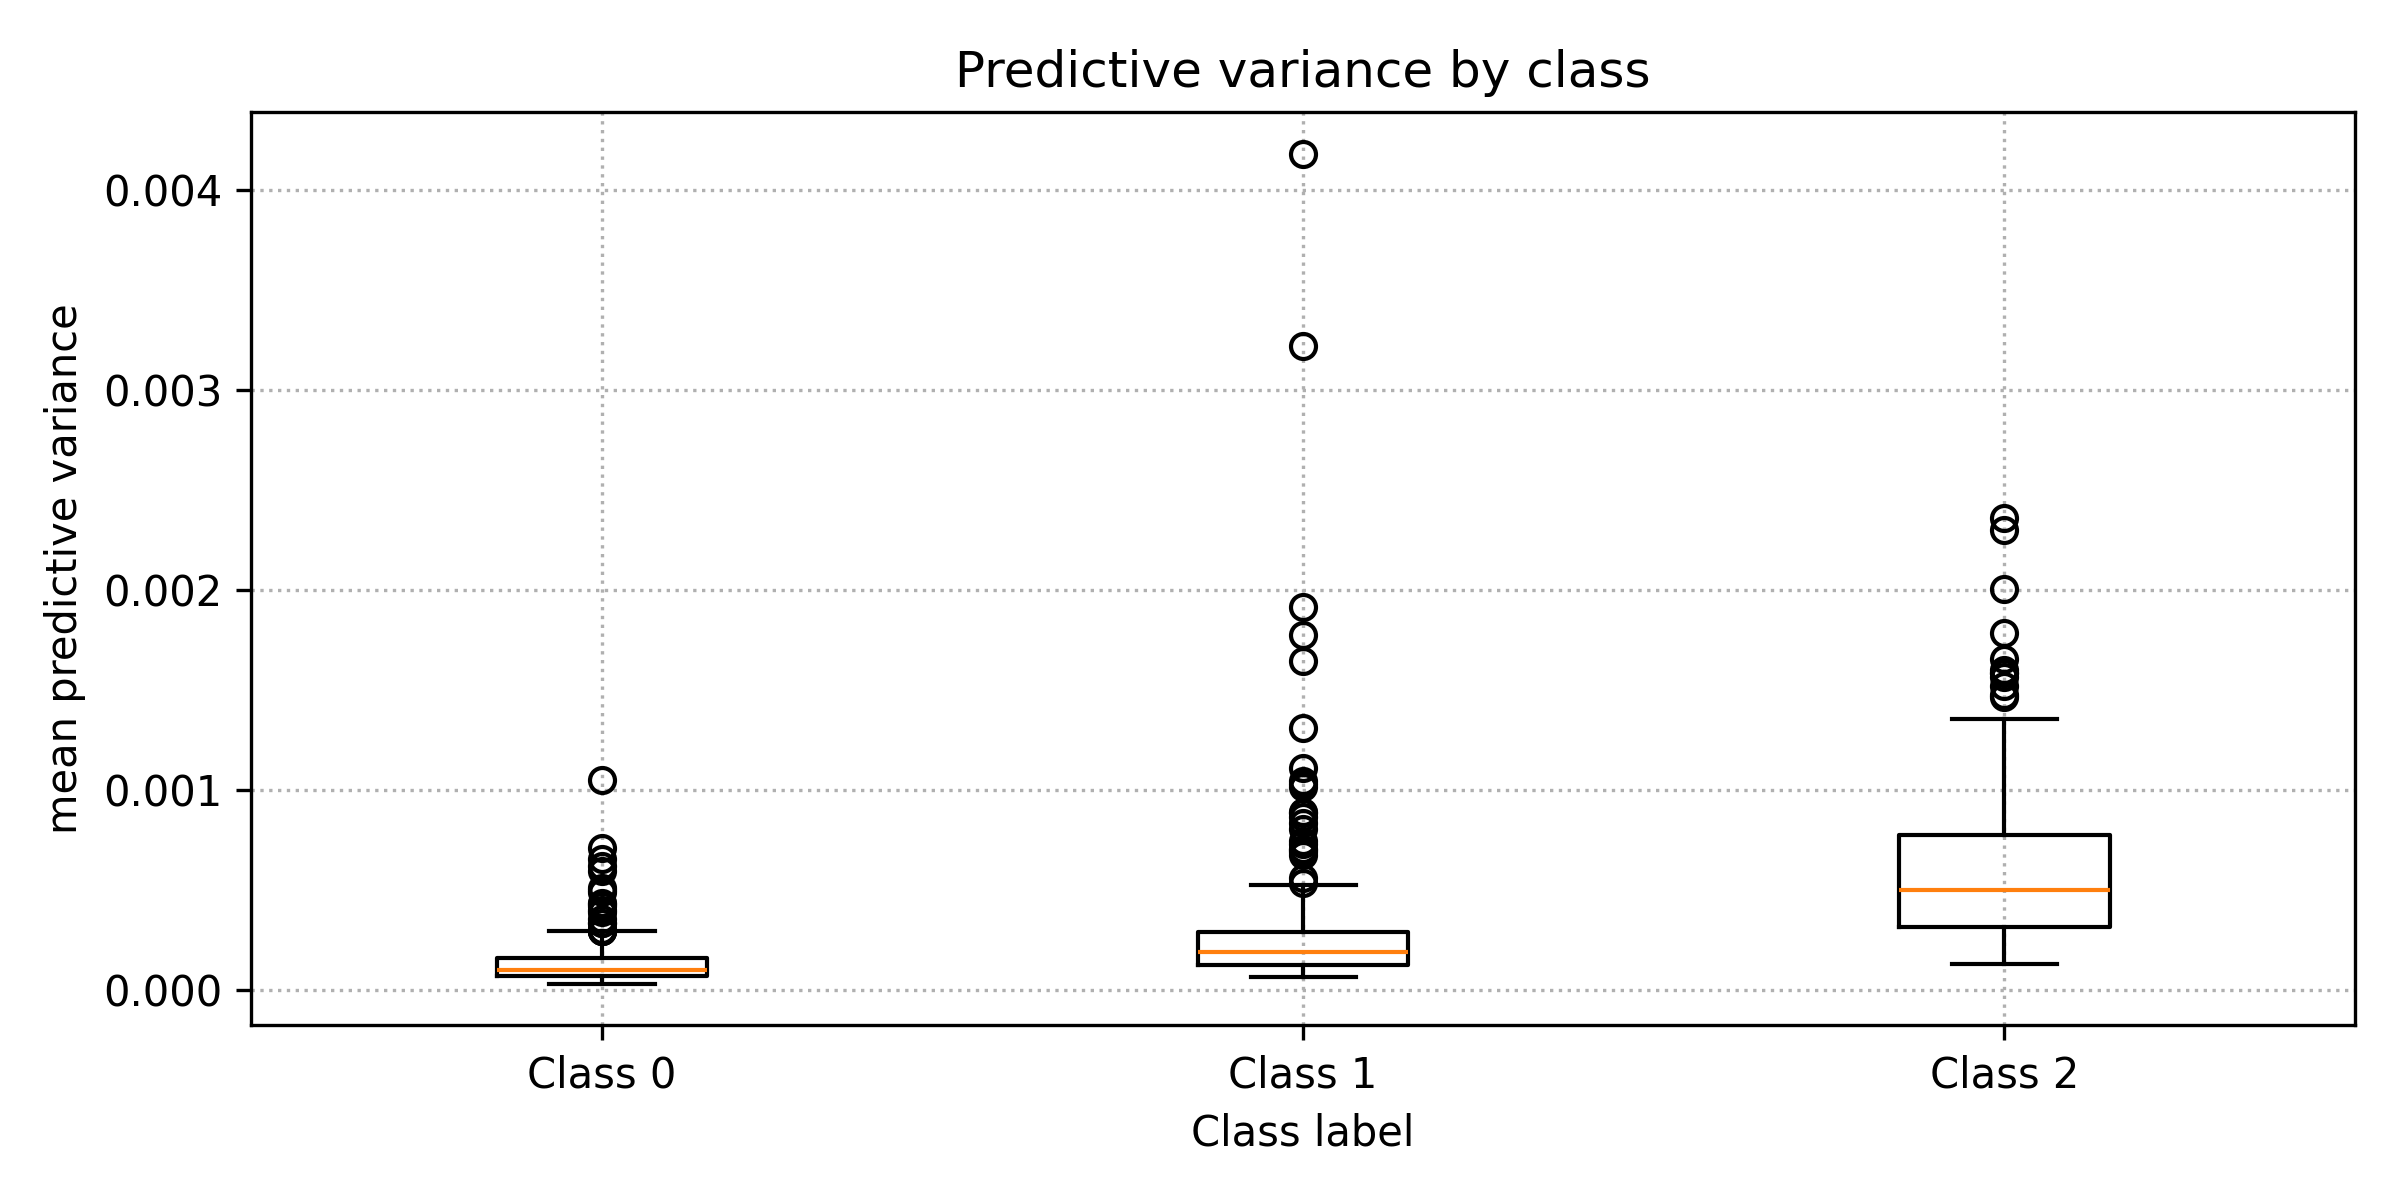 Predictive variance by class
mean predictive variance
0.004
0.003
0.002
0.001
0.000
Class 0
Class 1
Class 2
Class label